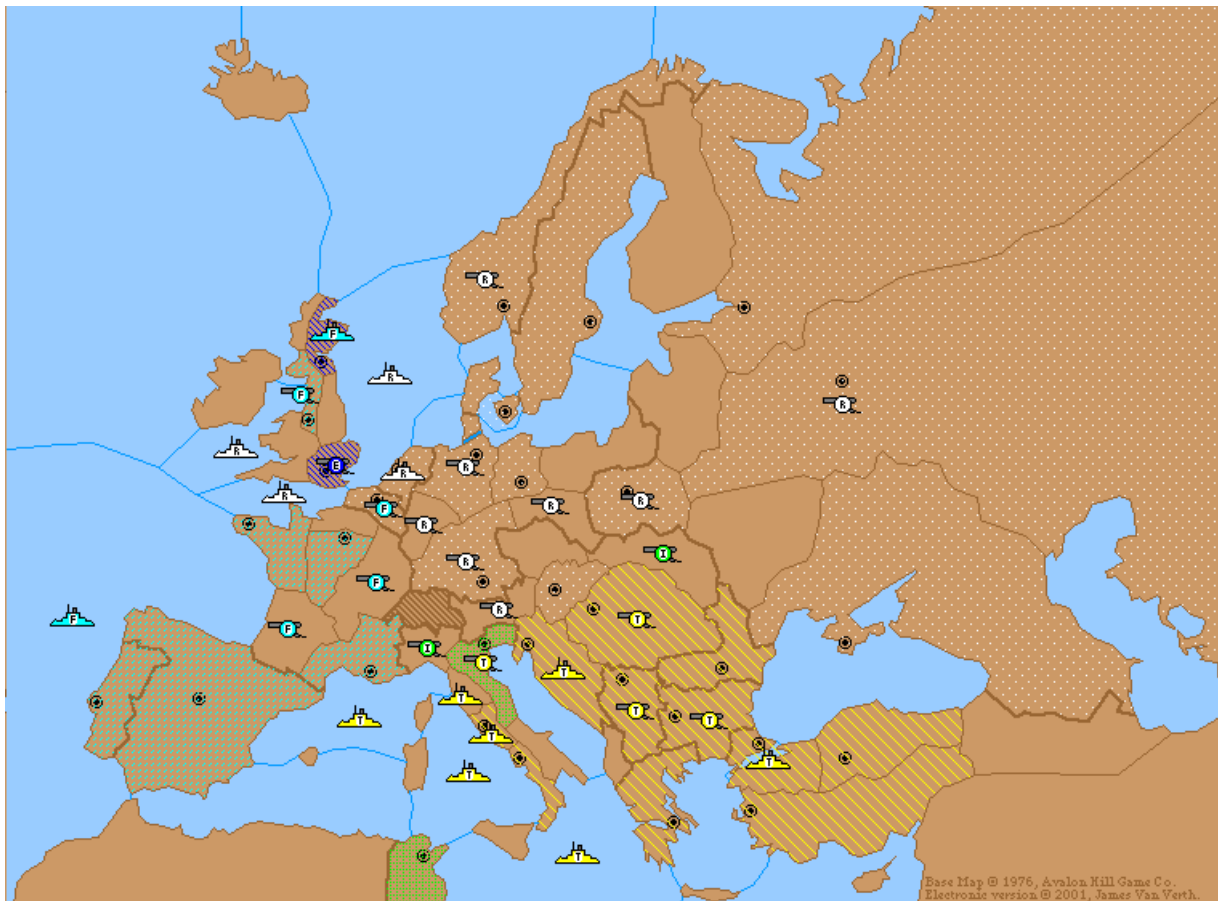 R
F
R
F
R
R
E
R
R
R
F
R
R
R
I
F
R
R
F
T
F
I
T
T
T
T
T
T
T
T
T
T
Base Map © 1976, Avalon Hill Game Co.
Electronic version © 2001, James Van Verth.